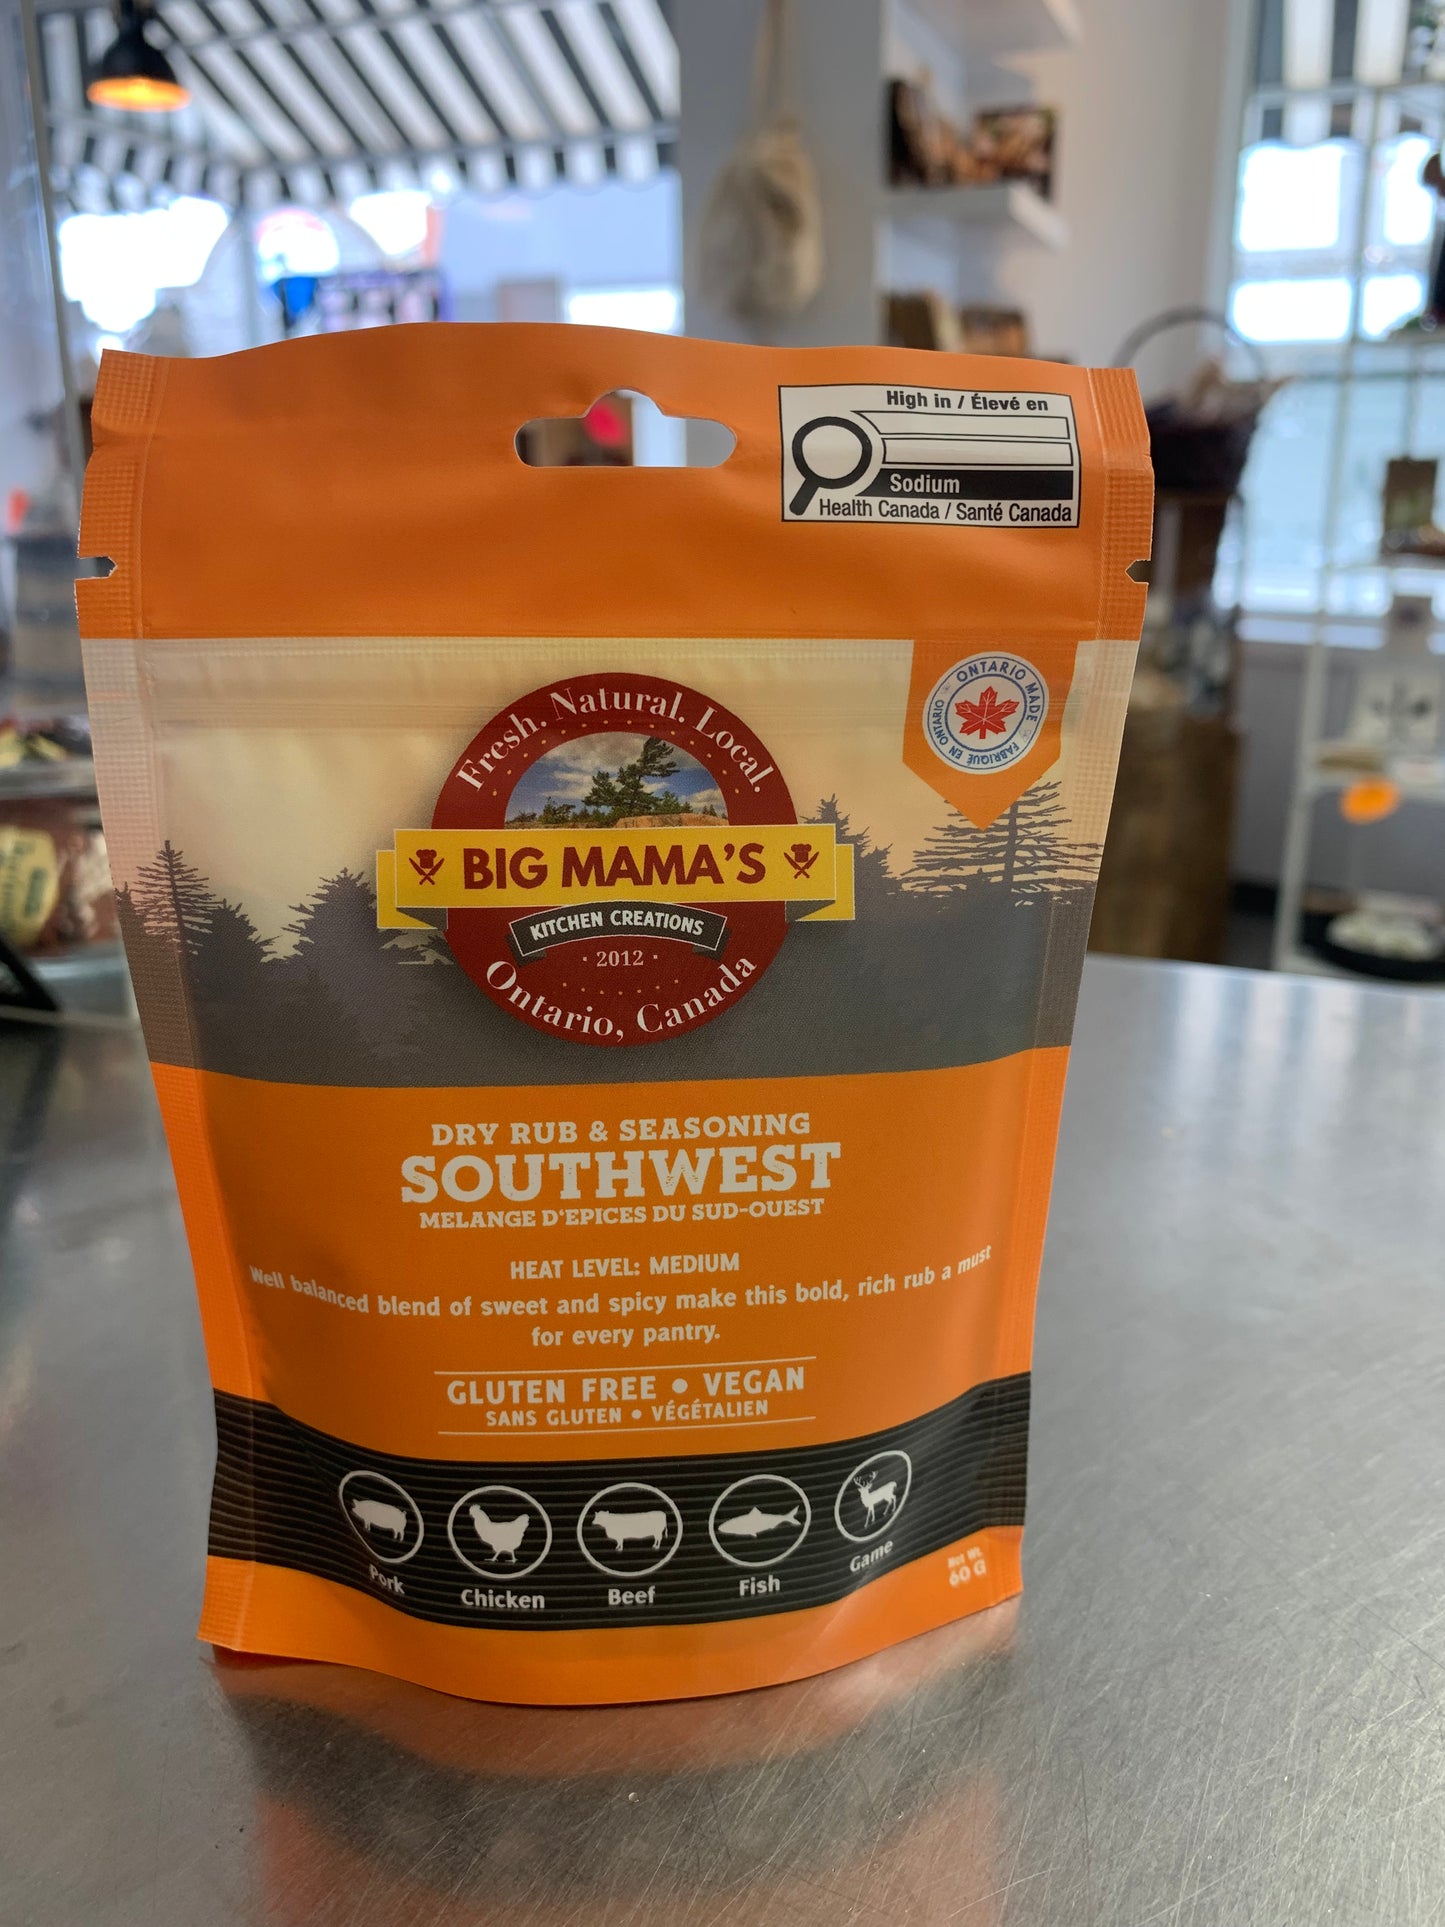 High in / Élevé en
Sodium
Health Canada / Santé Canada
ONTARIO MADE
FABRIQUÉ EN ONTARIO
Fresh. Natural. Local.
BIG MAMA'S
KITCHEN CREATIONS
· 2012 ·
Ontario, Canada
DRY RUB & SEASONING
SOUTHWEST
MELANGE D'EPICES DU SUD-OUEST
HEAT LEVEL: MEDIUM
Well balanced blend of sweet and spicy make this bold, rich rub a must
for every pantry.
GLUTEN FREE • VEGAN
SANS GLUTEN • VÉGÉTALIEN
Pork Chicken Beef Fish Game
Net Wt.
60 G